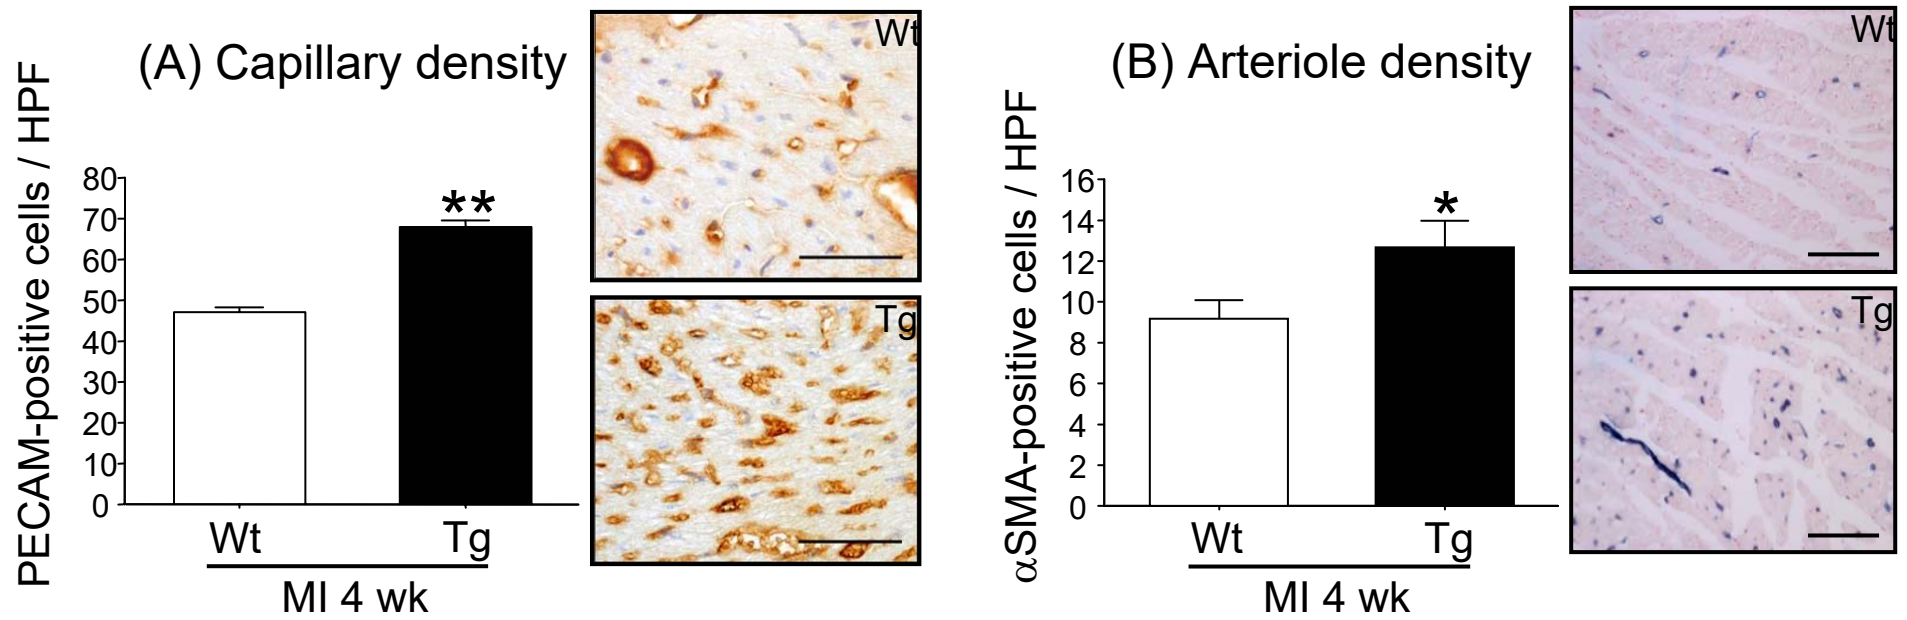 (A) Capillary density
PECAM-positive cells / HPF
80
70
60
50
40
30
20
10
0
**
Wt
Tg
MI 4 wk
Wt
Tg
(B) Arteriole density
αSMA-positive cells / HPF
16
14
12
10
8
6
4
2
0
*
Wt
Tg
MI 4 wk
Wt
Tg